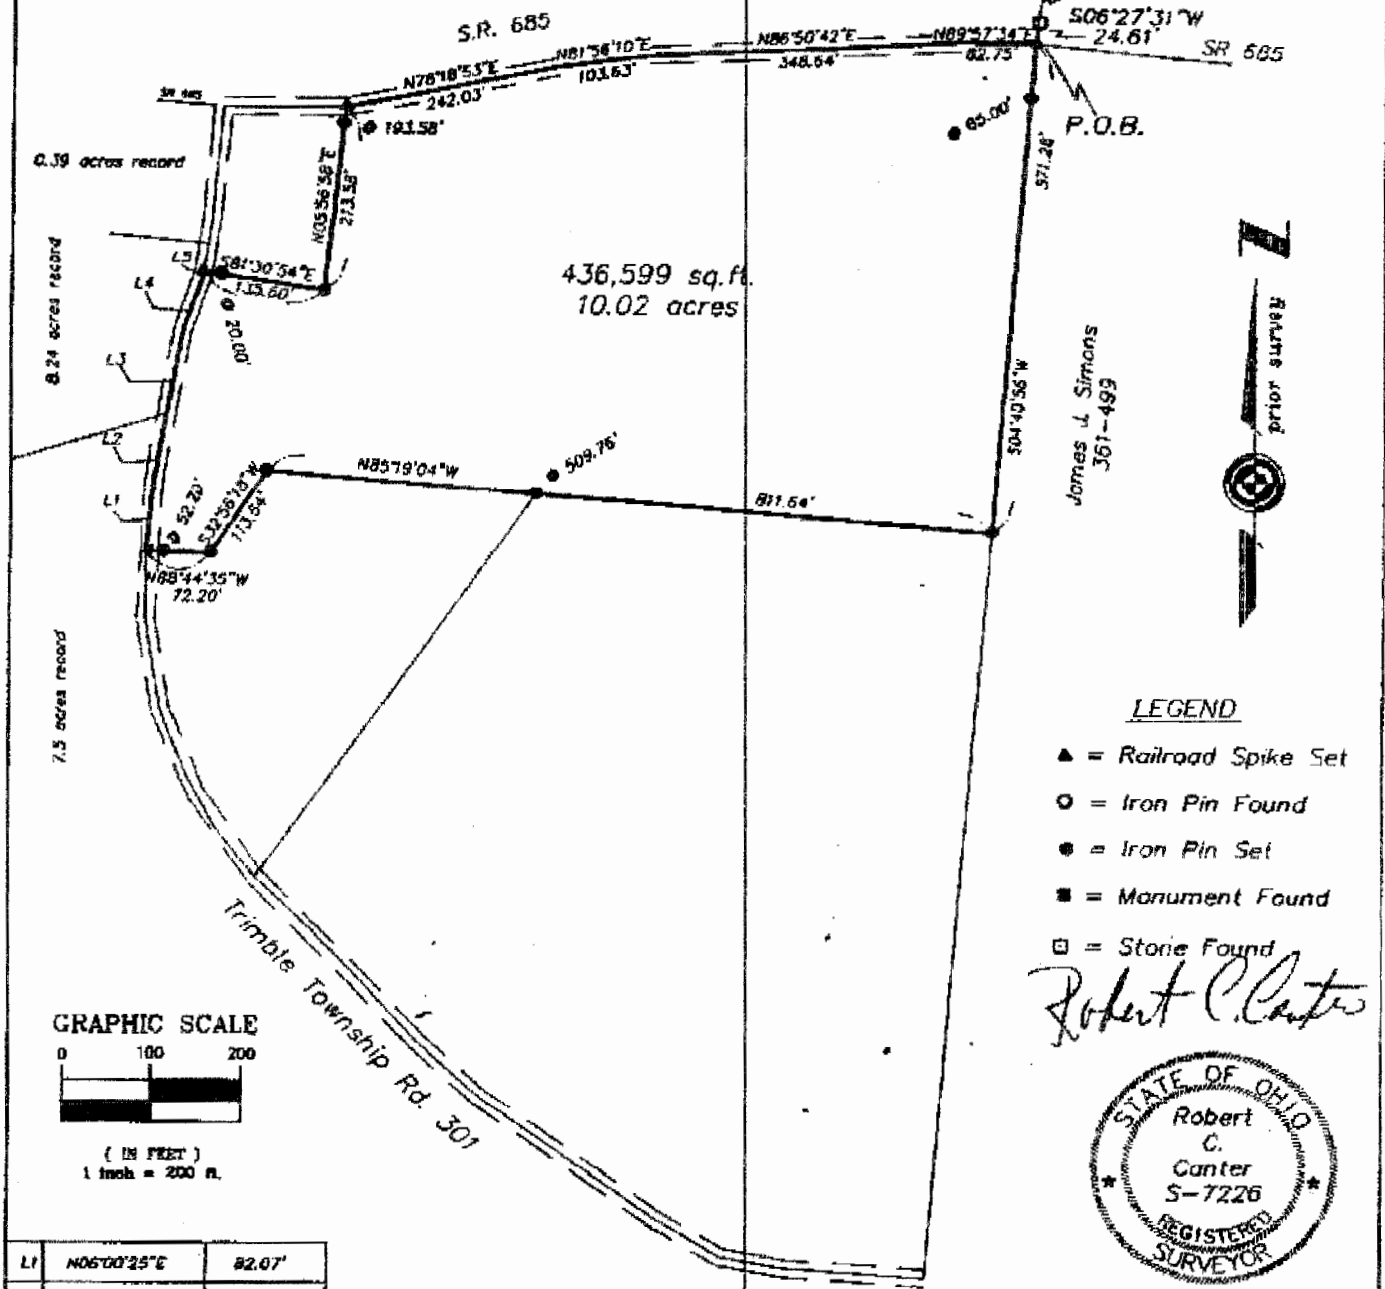 S.R. 685
N78°18'53"E
242.03'
N81°56'10"E
103.63'
N86°50'42"E
348.64'
N89°57'34"E
82.75'
S06°27'31"W
24.61'
SR 685
P.O.B.
@ 193.58'
@ 65.00'
571.28'
0.39 acres record
N05°56'58"E
213.58'
L5
S81°30'54"E
135.60'
@ 20.00'
L4
8.24 acres record
L3
L2
L1
436,599 sq.ft.
10.02 acres
S04°40'56"W
James J. Simons
361-499
prior survey
@ 509.76'
N85°19'04"W
811.64'
@ 52.20'
S32°56'18"W
113.64'
N88°44'35"W
72.20'
7.5 acres record
Trimble Township Rd. 301
LEGEND
▲ = Railroad Spike Set
○ = Iron Pin Found
● = Iron Pin Set
■ = Monument Found
⊡ = Stone Found
Robert C. Canter
STATE OF OHIO
Robert
C.
Canter
S-7226
REGISTERED
SURVEYOR
GRAPHIC SCALE
0 100 200
( IN FEET )
1 inch = 200 ft.
L1 N06°00'25"E 82.07'